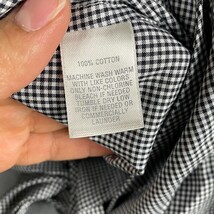 100% COTTON
MACHINE WASH WARM
WITH LIKE COLORS
ONLY NON-CHLORINE
BLEACH IF NEEDED
TUMBLE DRY LOW
IRON IF NEEDED OR
COMMERCIALLY
LAUNDER